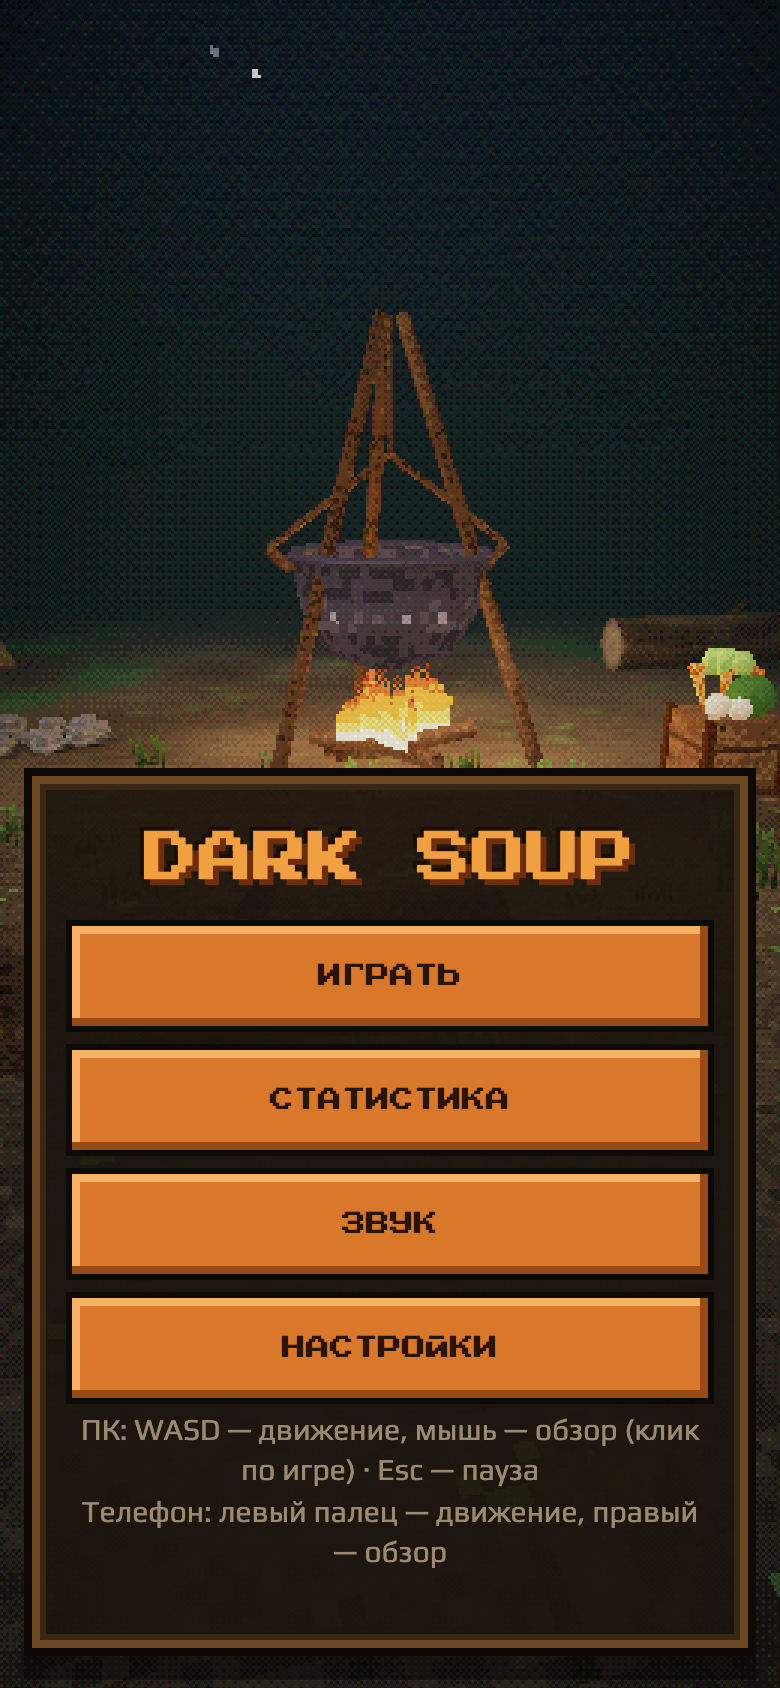 DARK SOUP
ИГРАТЬ
СТАТИСТИКА
ЗВУК
НАСТРОЙКИ
ПК: WASD — движение, мышь — обзор (клик
по игре) · Esc — пауза
Телефон: левый палец — движение, правый
— обзор